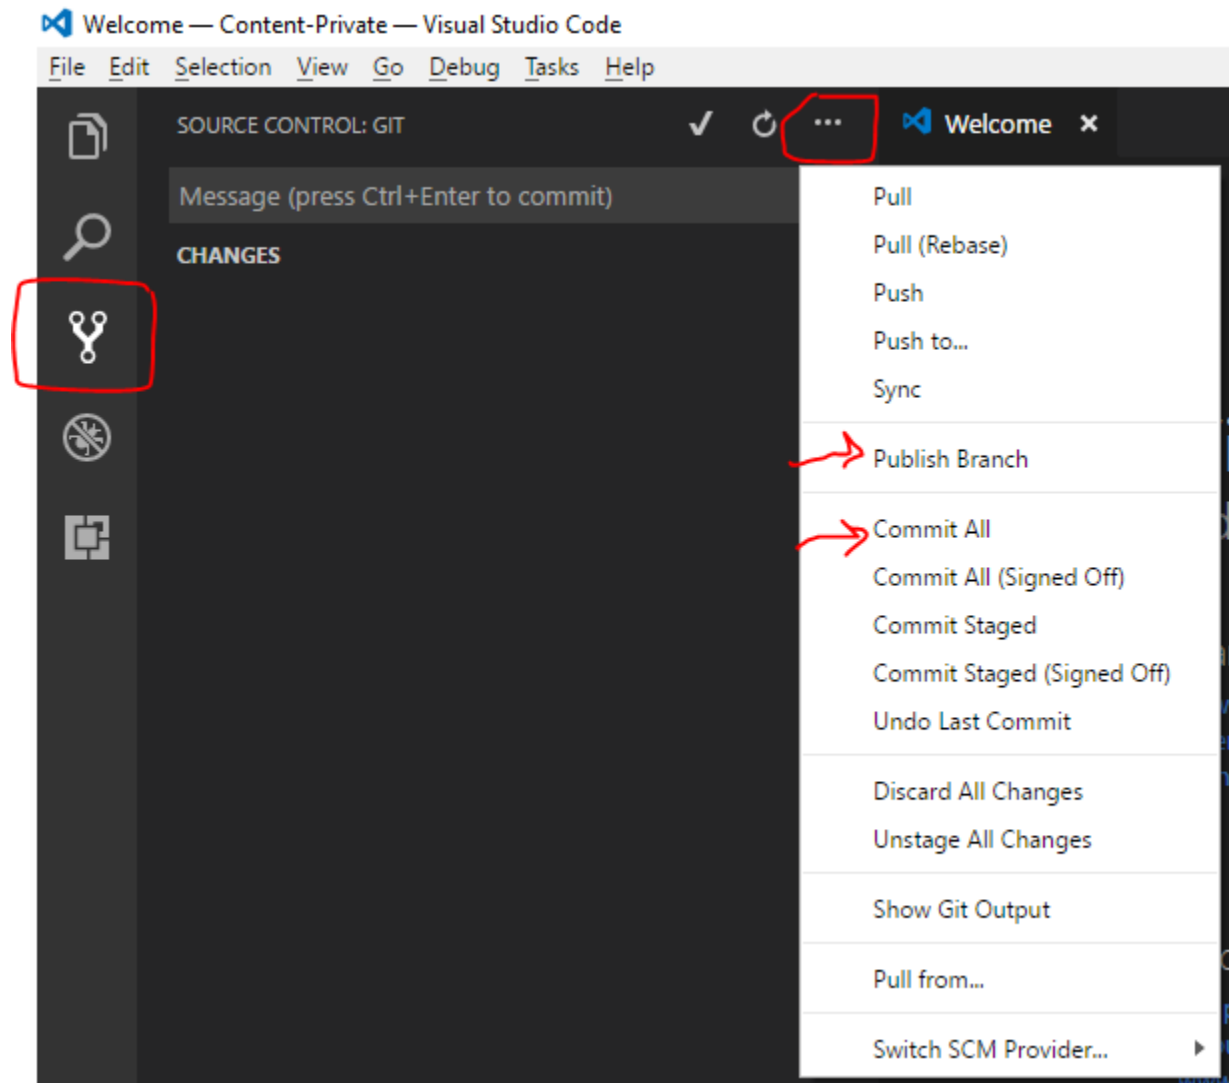 Welcome — Content-Private — Visual Studio Code
File Edit Selection View Go Debug Tasks Help
SOURCE CONTROL: GIT
Welcome
Message (press Ctrl+Enter to commit)
CHANGES
Pull
Pull (Rebase)
Push
Push to...
Sync
Publish Branch
Commit All
Commit All (Signed Off)
Commit Staged
Commit Staged (Signed Off)
Undo Last Commit
Discard All Changes
Unstage All Changes
Show Git Output
Pull from...
Switch SCM Provider...